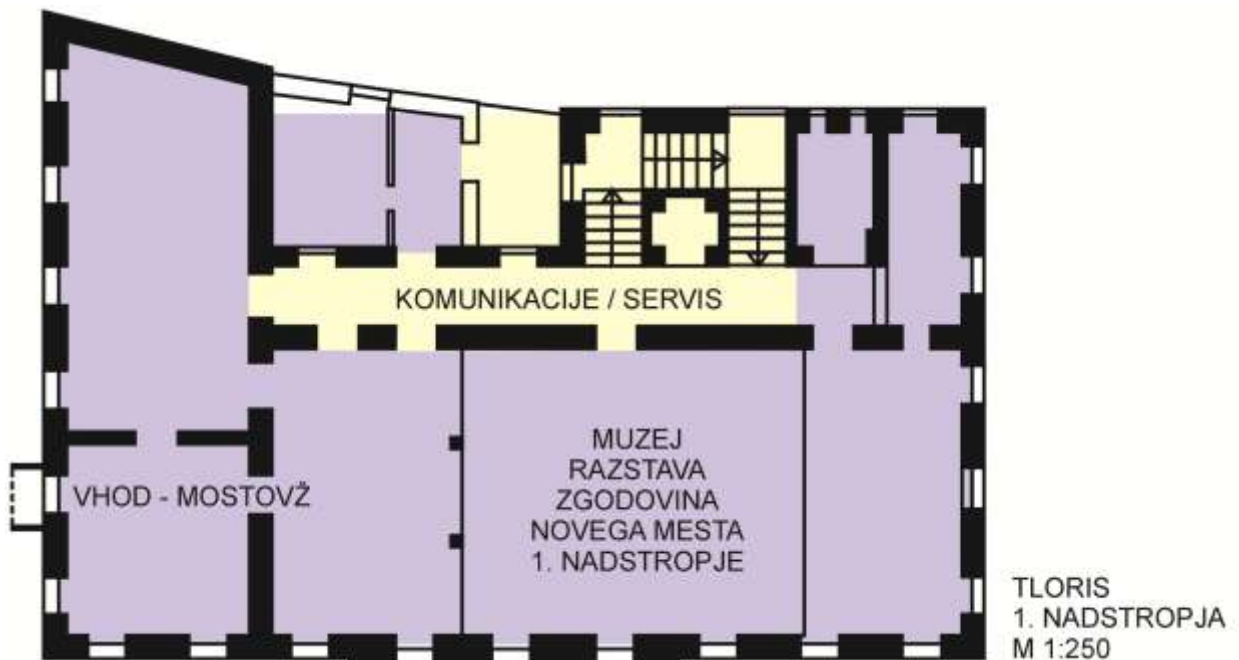 KOMUNIKACIJE / SERVIS
VHOD - MOSTOVŽ
MUZEJ
RAZSTAVA
ZGODOVINA
NOVEGA MESTA
1. NADSTROPJE
TLORIS
1. NADSTROPJA
M 1:250